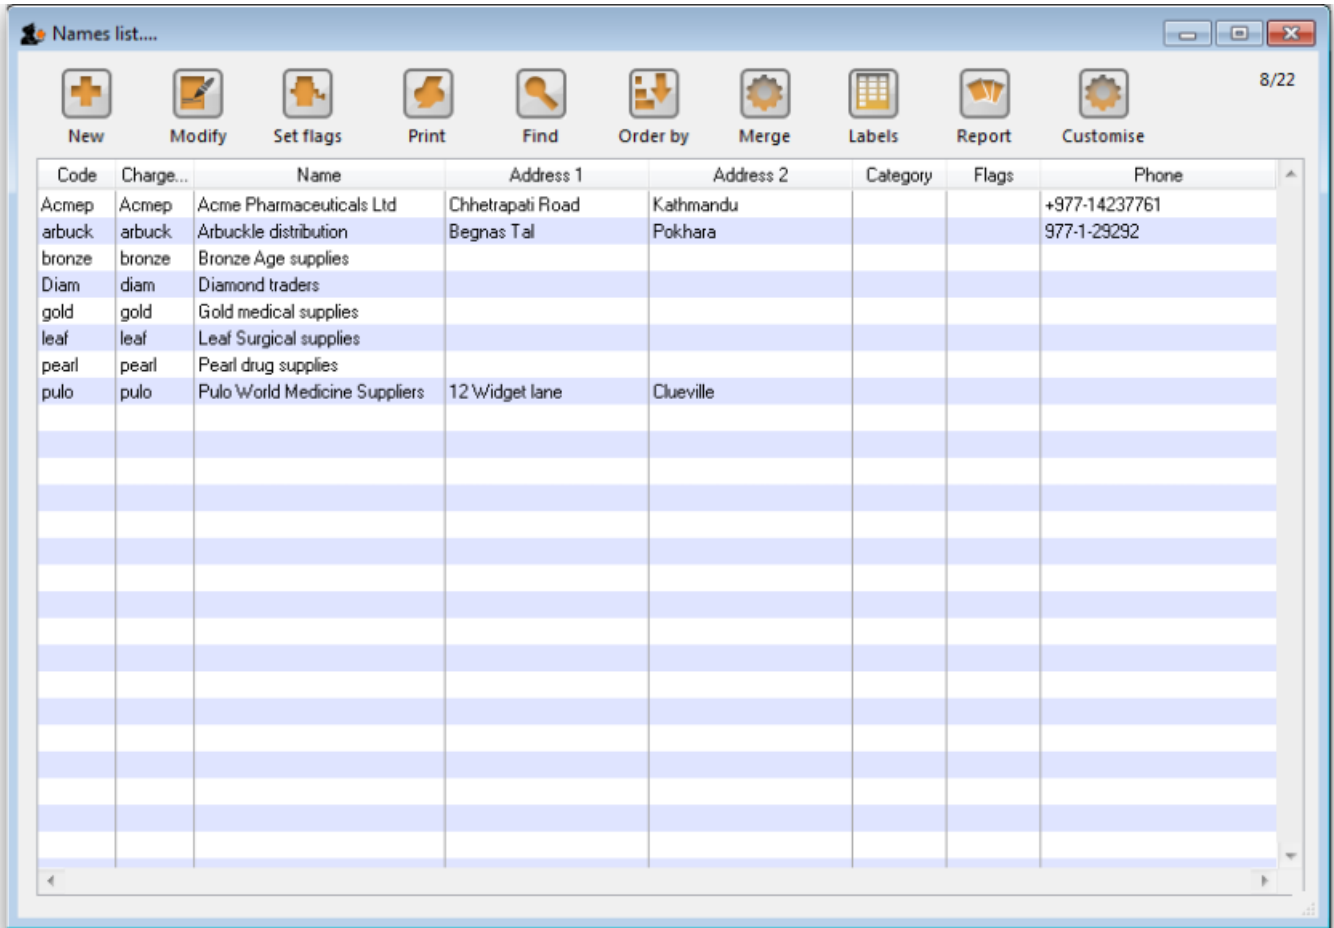 Names list....
8/22
New Modify Set flags Print Find Order by Merge Labels Report Customise
Code Charge... Name Address 1 Address 2 Category Flags Phone
Acmep Acmep Acme Pharmaceuticals Ltd Chhetrapati Road Kathmandu +977-14237761
arbuck arbuck Arbuckle distribution Begnas Tal Pokhara 977-1-29292
bronze bronze Bronze Age supplies
Diam diam Diamond traders
gold gold Gold medical supplies
leaf leaf Leaf Surgical supplies
pearl pearl Pearl drug supplies
pulo pulo Pulo World Medicine Suppliers 12 Widget lane Clueville